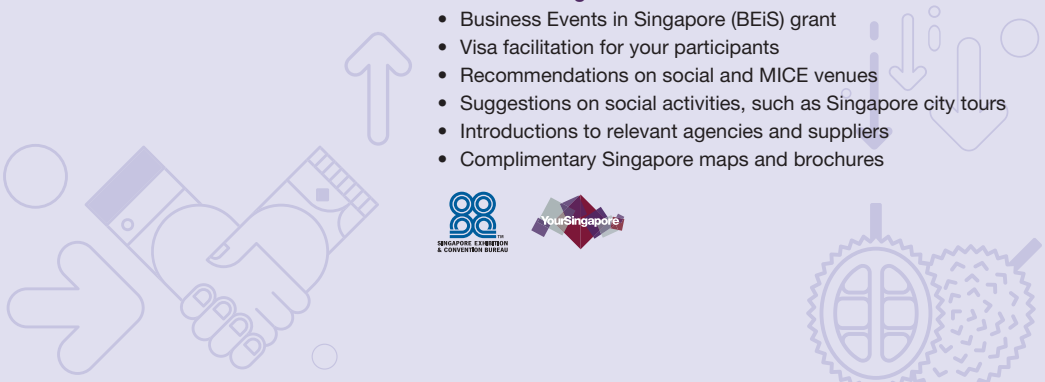 • Business Events in Singapore (BEiS) grant
• Visa facilitation for your participants
• Recommendations on social and MICE venues
• Suggestions on social activities, such as Singapore city tours
• Introductions to relevant agencies and suppliers
• Complimentary Singapore maps and brochures
SINGAPORE EXHIBITION
& CONVENTION BUREAU
TM
YourSingapore